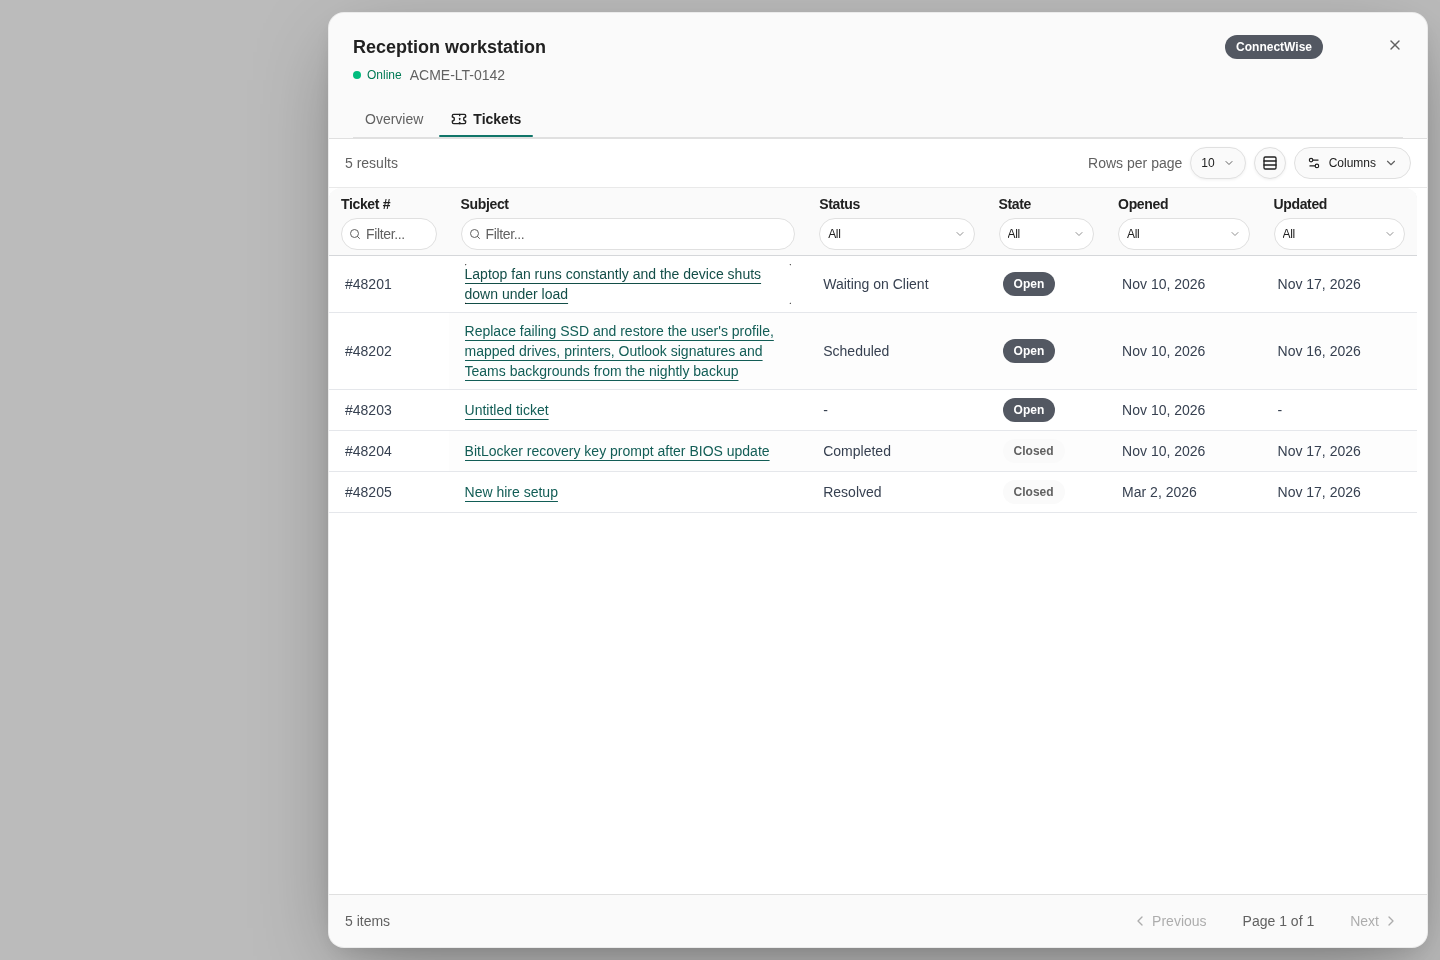 Reception workstation
ConnectWise
Online ACME-LT-0142
Overview Tickets
5 results
Rows per page 10 Columns
Ticket # Subject Status State Opened Updated
Filter... Filter... All All All All
#48201 Laptop fan runs constantly and the device shuts down under load Waiting on Client Open Nov 10, 2026 Nov 17, 2026
#48202 Replace failing SSD and restore the user's profile, mapped drives, printers, Outlook signatures and Teams backgrounds from the nightly backup Scheduled Open Nov 10, 2026 Nov 16, 2026
#48203 Untitled ticket - Open Nov 10, 2026 -
#48204 BitLocker recovery key prompt after BIOS update Completed Closed Nov 10, 2026 Nov 17, 2026
#48205 New hire setup Resolved Closed Mar 2, 2026 Nov 17, 2026
5 items
Previous Page 1 of 1 Next